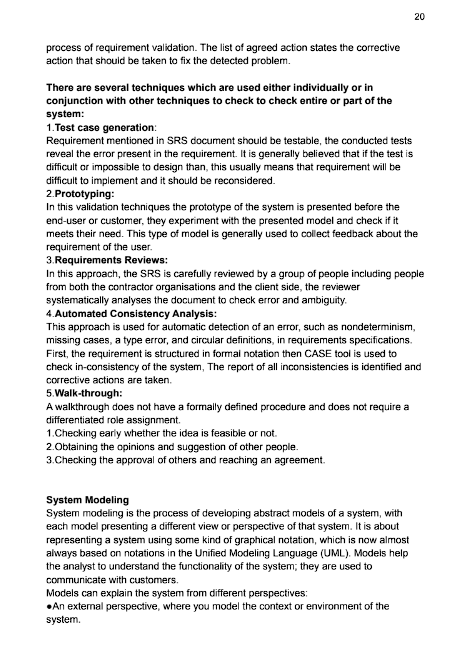 20
process of requirement validation. The list of agreed action states the corrective
action that should be taken to fix the detected problem.
There are several techniques which are used either individually or in
conjunction with other techniques to check to check entire or part of the
system:
1.Test case generation:
Requirement mentioned in SRS document should be testable, the conducted tests
reveal the error present in the requirement. It is generally believed that if the test is
difficult or impossible to design than, this usually means that requirement will be
difficult to implement and it should be reconsidered.
2.Prototyping:
In this validation techniques the prototype of the system is presented before the
end-user or customer, they experiment with the presented model and check if it
meets their need. This type of model is generally used to collect feedback about the
requirement of the user.
3.Requirements Reviews:
In this approach, the SRS is carefully reviewed by a group of people including people
from both the contractor organisations and the client side, the reviewer
systematically analyses the document to check error and ambiguity.
4.Automated Consistency Analysis:
This approach is used for automatic detection of an error, such as nondeterminism,
missing cases, a type error, and circular definitions, in requirements specifications.
First, the requirement is structured in formal notation then CASE tool is used to
check in-consistency of the system, The report of all inconsistencies is identified and
corrective actions are taken.
5.Walk-through:
A walkthrough does not have a formally defined procedure and does not require a
differentiated role assignment.
1.Checking early whether the idea is feasible or not.
2.Obtaining the opinions and suggestion of other people.
3.Checking the approval of others and reaching an agreement.
System Modeling
System modeling is the process of developing abstract models of a system, with
each model presenting a different view or perspective of that system. It is about
representing a system using some kind of graphical notation, which is now almost
always based on notations in the Unified Modeling Language (UML). Models help
the analyst to understand the functionality of the system; they are used to
communicate with customers.
Models can explain the system from different perspectives:
●An external perspective, where you model the context or environment of the
system.